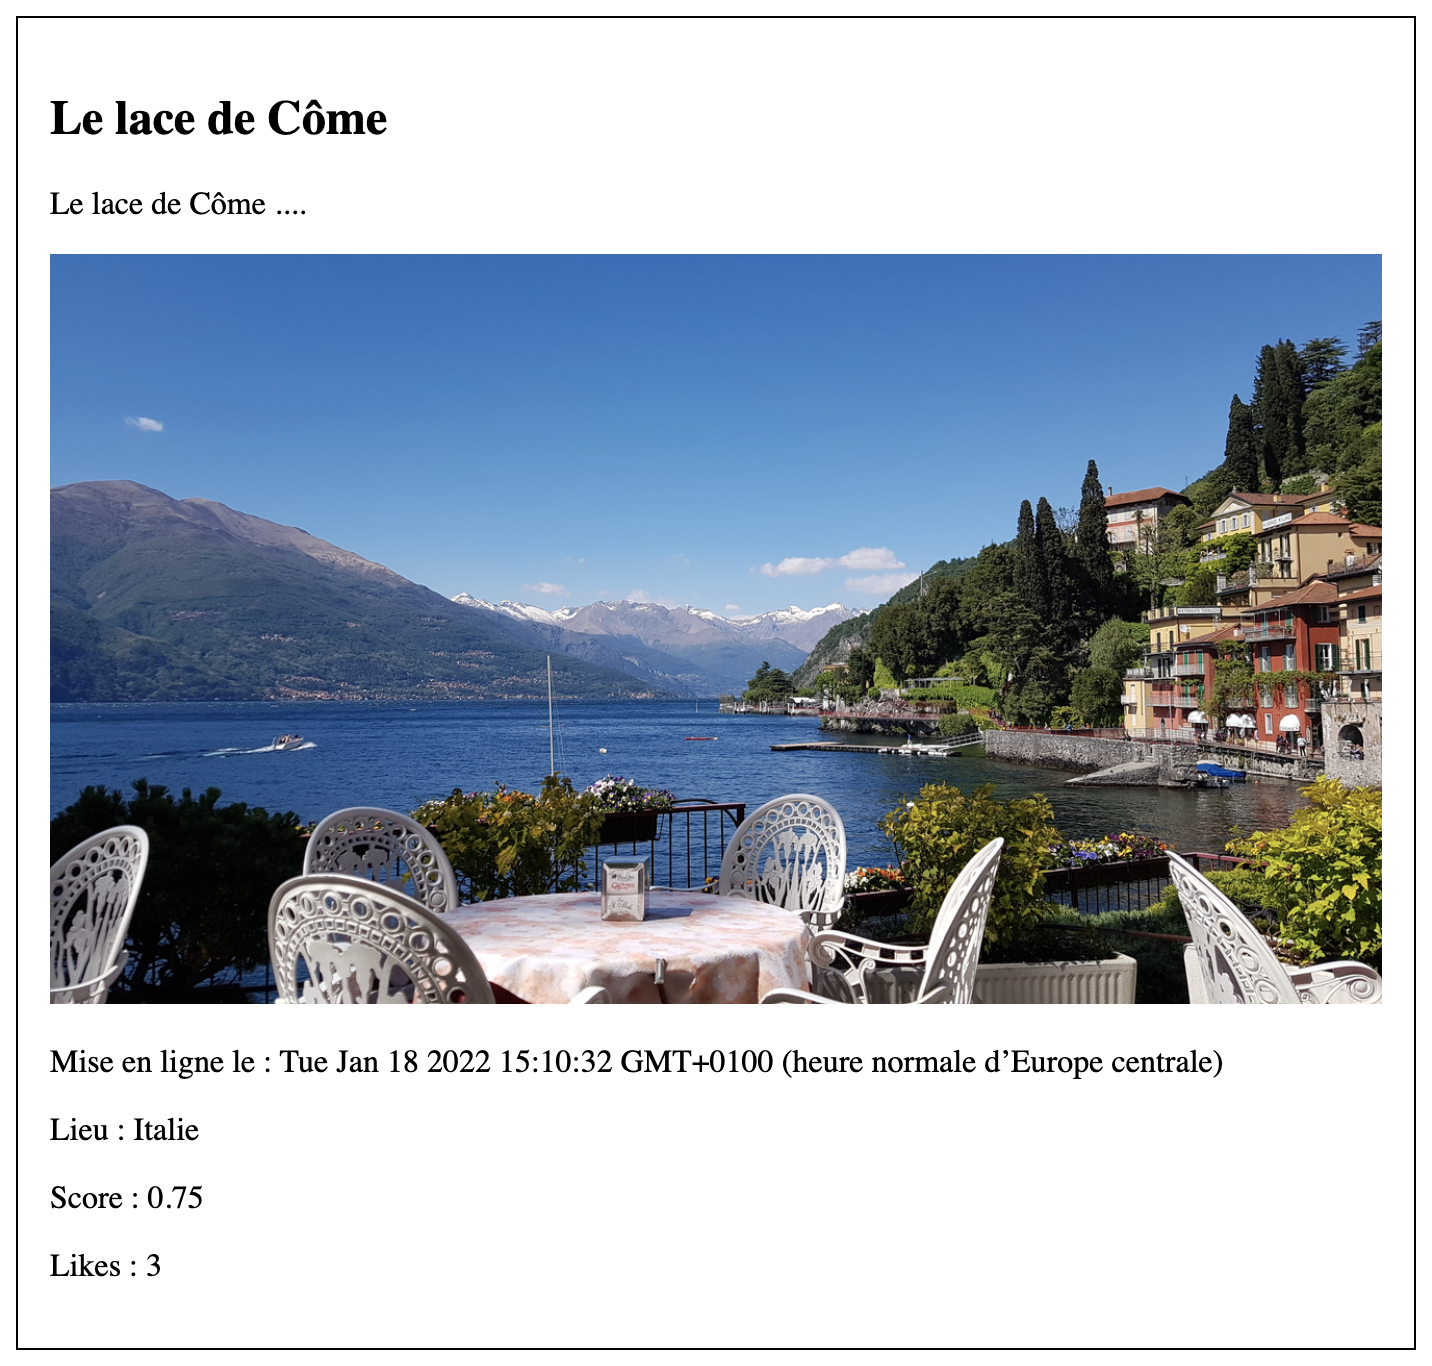 Le lace de Côme
Le lace de Côme ....
Mise en ligne le : Tue Jan 18 2022 15:10:32 GMT+0100 (heure normale d’Europe centrale)
Lieu : Italie
Score : 0.75
Likes : 3